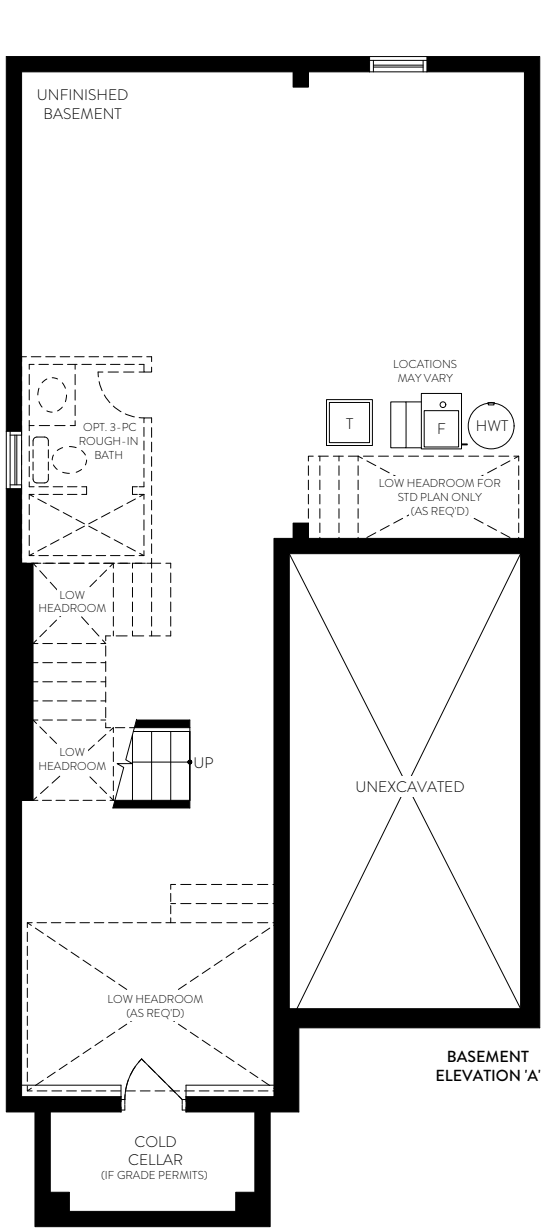 UNFINISHED
BASEMENT
LOCATIONS
MAY VARY
T
F
HWT
OPT. 3-PC
ROUGH-IN
BATH
LOW HEADROOM FOR
STD PLAN ONLY
(AS REQ'D)
LOW
HEADROOM
LOW
HEADROOM
UP
UNEXCAVATED
LOW HEADROOM
(AS REQ'D)
BASEMENT
ELEVATION 'A'
COLD
CELLAR
(IF GRADE PERMITS)